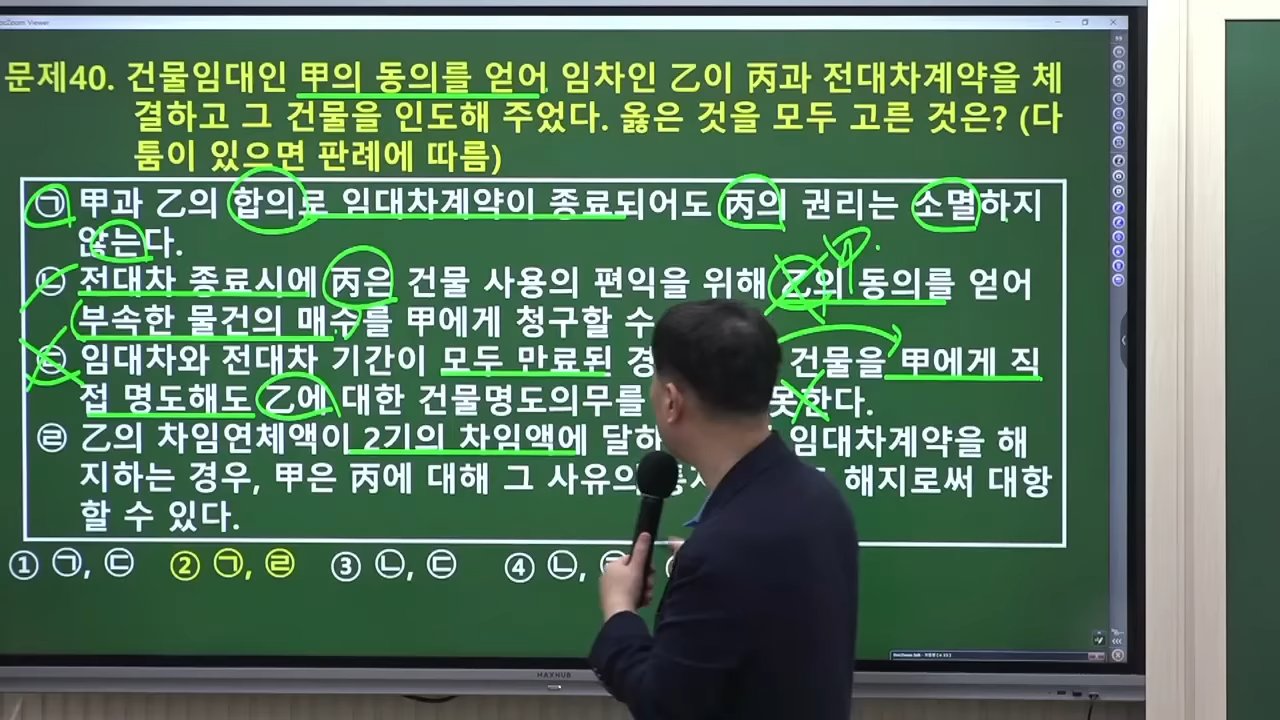 문제40. 건물임대인 甲의 동의를 얻어 임차인 乙이 丙과 전대차계약을 체
결하고 그 건물을 인도해 주었다. 옳은 것을 모두 고른 것은? (다
툼이 있으면 판례에 따름)
㉠ 甲과 乙의 합의로 임대차계약이 종료되어도 丙의 권리는 소멸하지
않는다.
㉡ 전대차 종료시에 丙은 건물 사용의 편익을 위해 乙의 동의를 얻어
부속한 물건의 매수를 甲에게 청구할 수
㉢ 임대차와 전대차 기간이 모두 만료된 경 건물을 甲에게 직
접 명도해도 乙에 대한 건물명도의무를 못한다.
㉣ 乙의 차임연체액이 2기의 차임액에 달하 임대차계약을 해
지하는 경우, 甲은 丙에 대해 그 사유의 통지 해지로써 대항
할 수 있다.
① ㉠, ㉢ ② ㉠, ㉣ ③ ㉡, ㉢ ④ ㉡,
MAXHUB